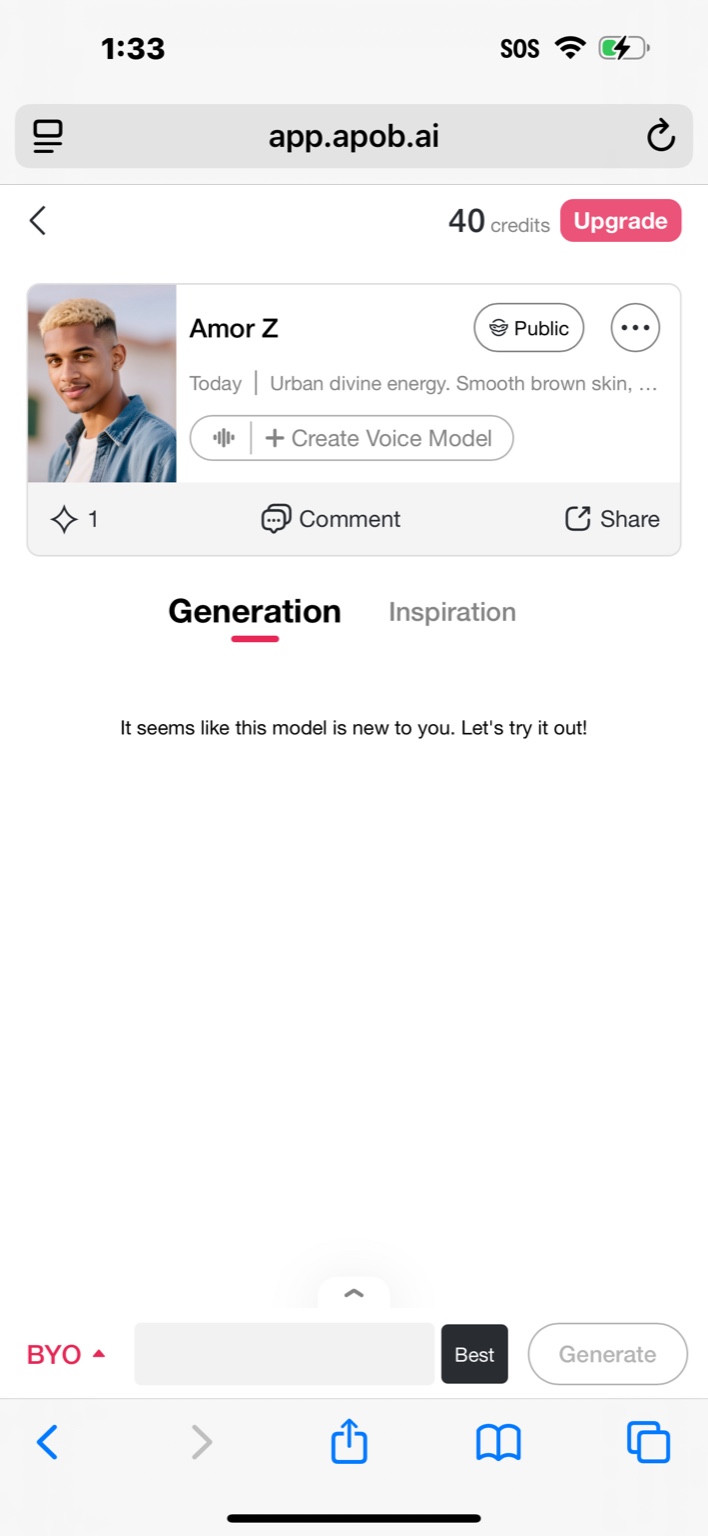 1:33 SOS
app.apob.ai
40 credits Upgrade
Amor Z Public
Today | Urban divine energy. Smooth brown skin, ...
+ Create Voice Model
1 Comment Share
Generation Inspiration
It seems like this model is new to you. Let's try it out!
BYO Best Generate